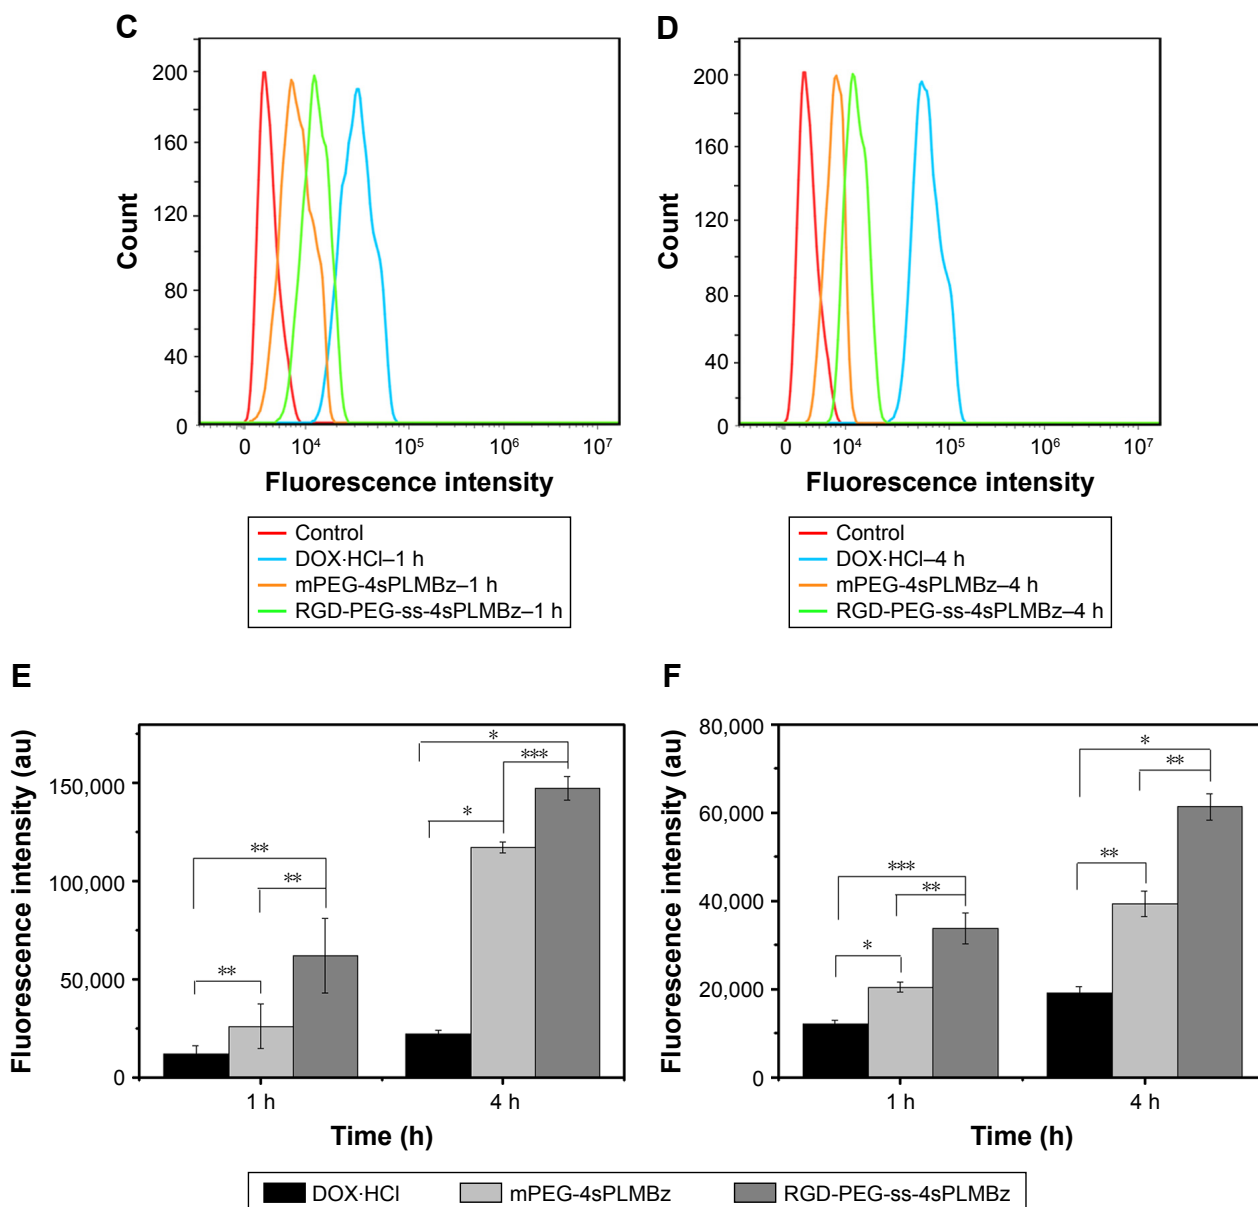 C
D
200
160
120
80
40
0
Count
0 10⁴ 10⁵ 10⁶ 10⁷
Fluorescence intensity
Control
DOX·HCl–1 h
mPEG-4sPLMBz–1 h
RGD-PEG-ss-4sPLMBz–1 h
200
160
120
80
40
0
Count
0 10⁴ 10⁵ 10⁶ 10⁷
Fluorescence intensity
Control
DOX·HCl–4 h
mPEG-4sPLMBz–4 h
RGD-PEG-ss-4sPLMBz–4 h
E
Fluorescence intensity (au)
150,000
100,000
50,000
0
**
**
**
*
***
*
1 h 4 h
Time (h)
F
Fluorescence intensity (au)
80,000
60,000
40,000
20,000
0
***
**
*
*
**
**
1 h 4 h
Time (h)
DOX·HCl mPEG-4sPLMBz RGD-PEG-ss-4sPLMBz